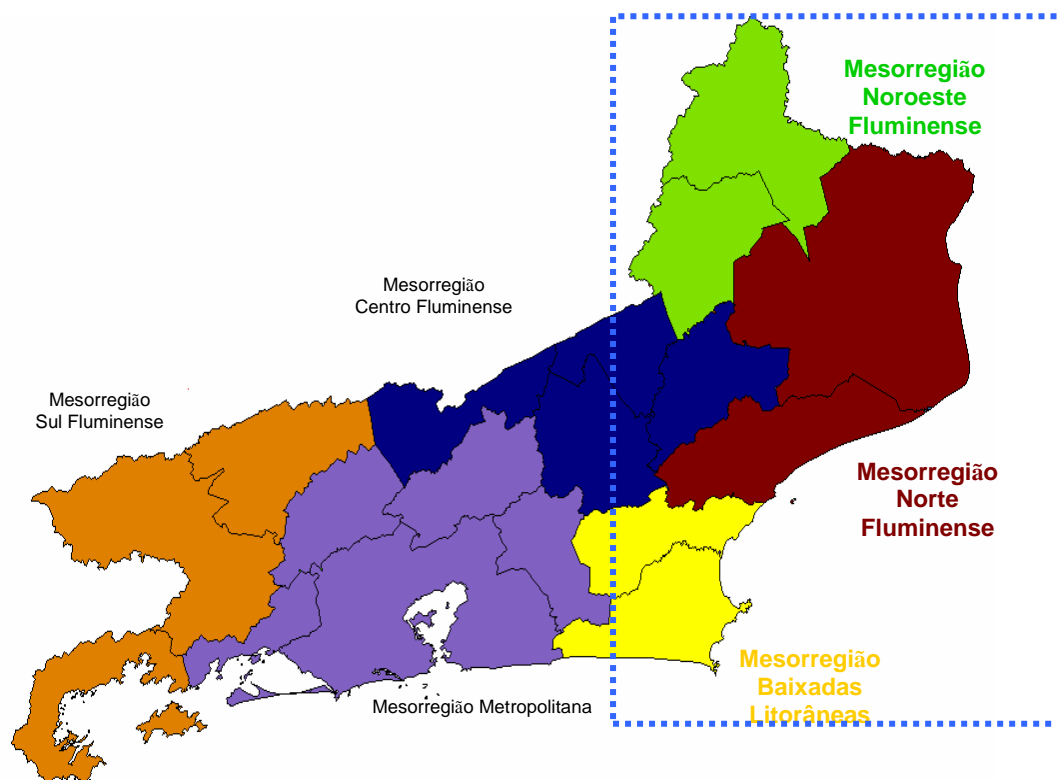 Mesorregião
Noroeste
Fluminense
Mesorregião
Centro Fluminense
Mesorregião
Sul Fluminense
Mesorregião
Norte
Fluminense
Mesorregião
Baixadas
Litorâneas
Mesorregião Metropolitana